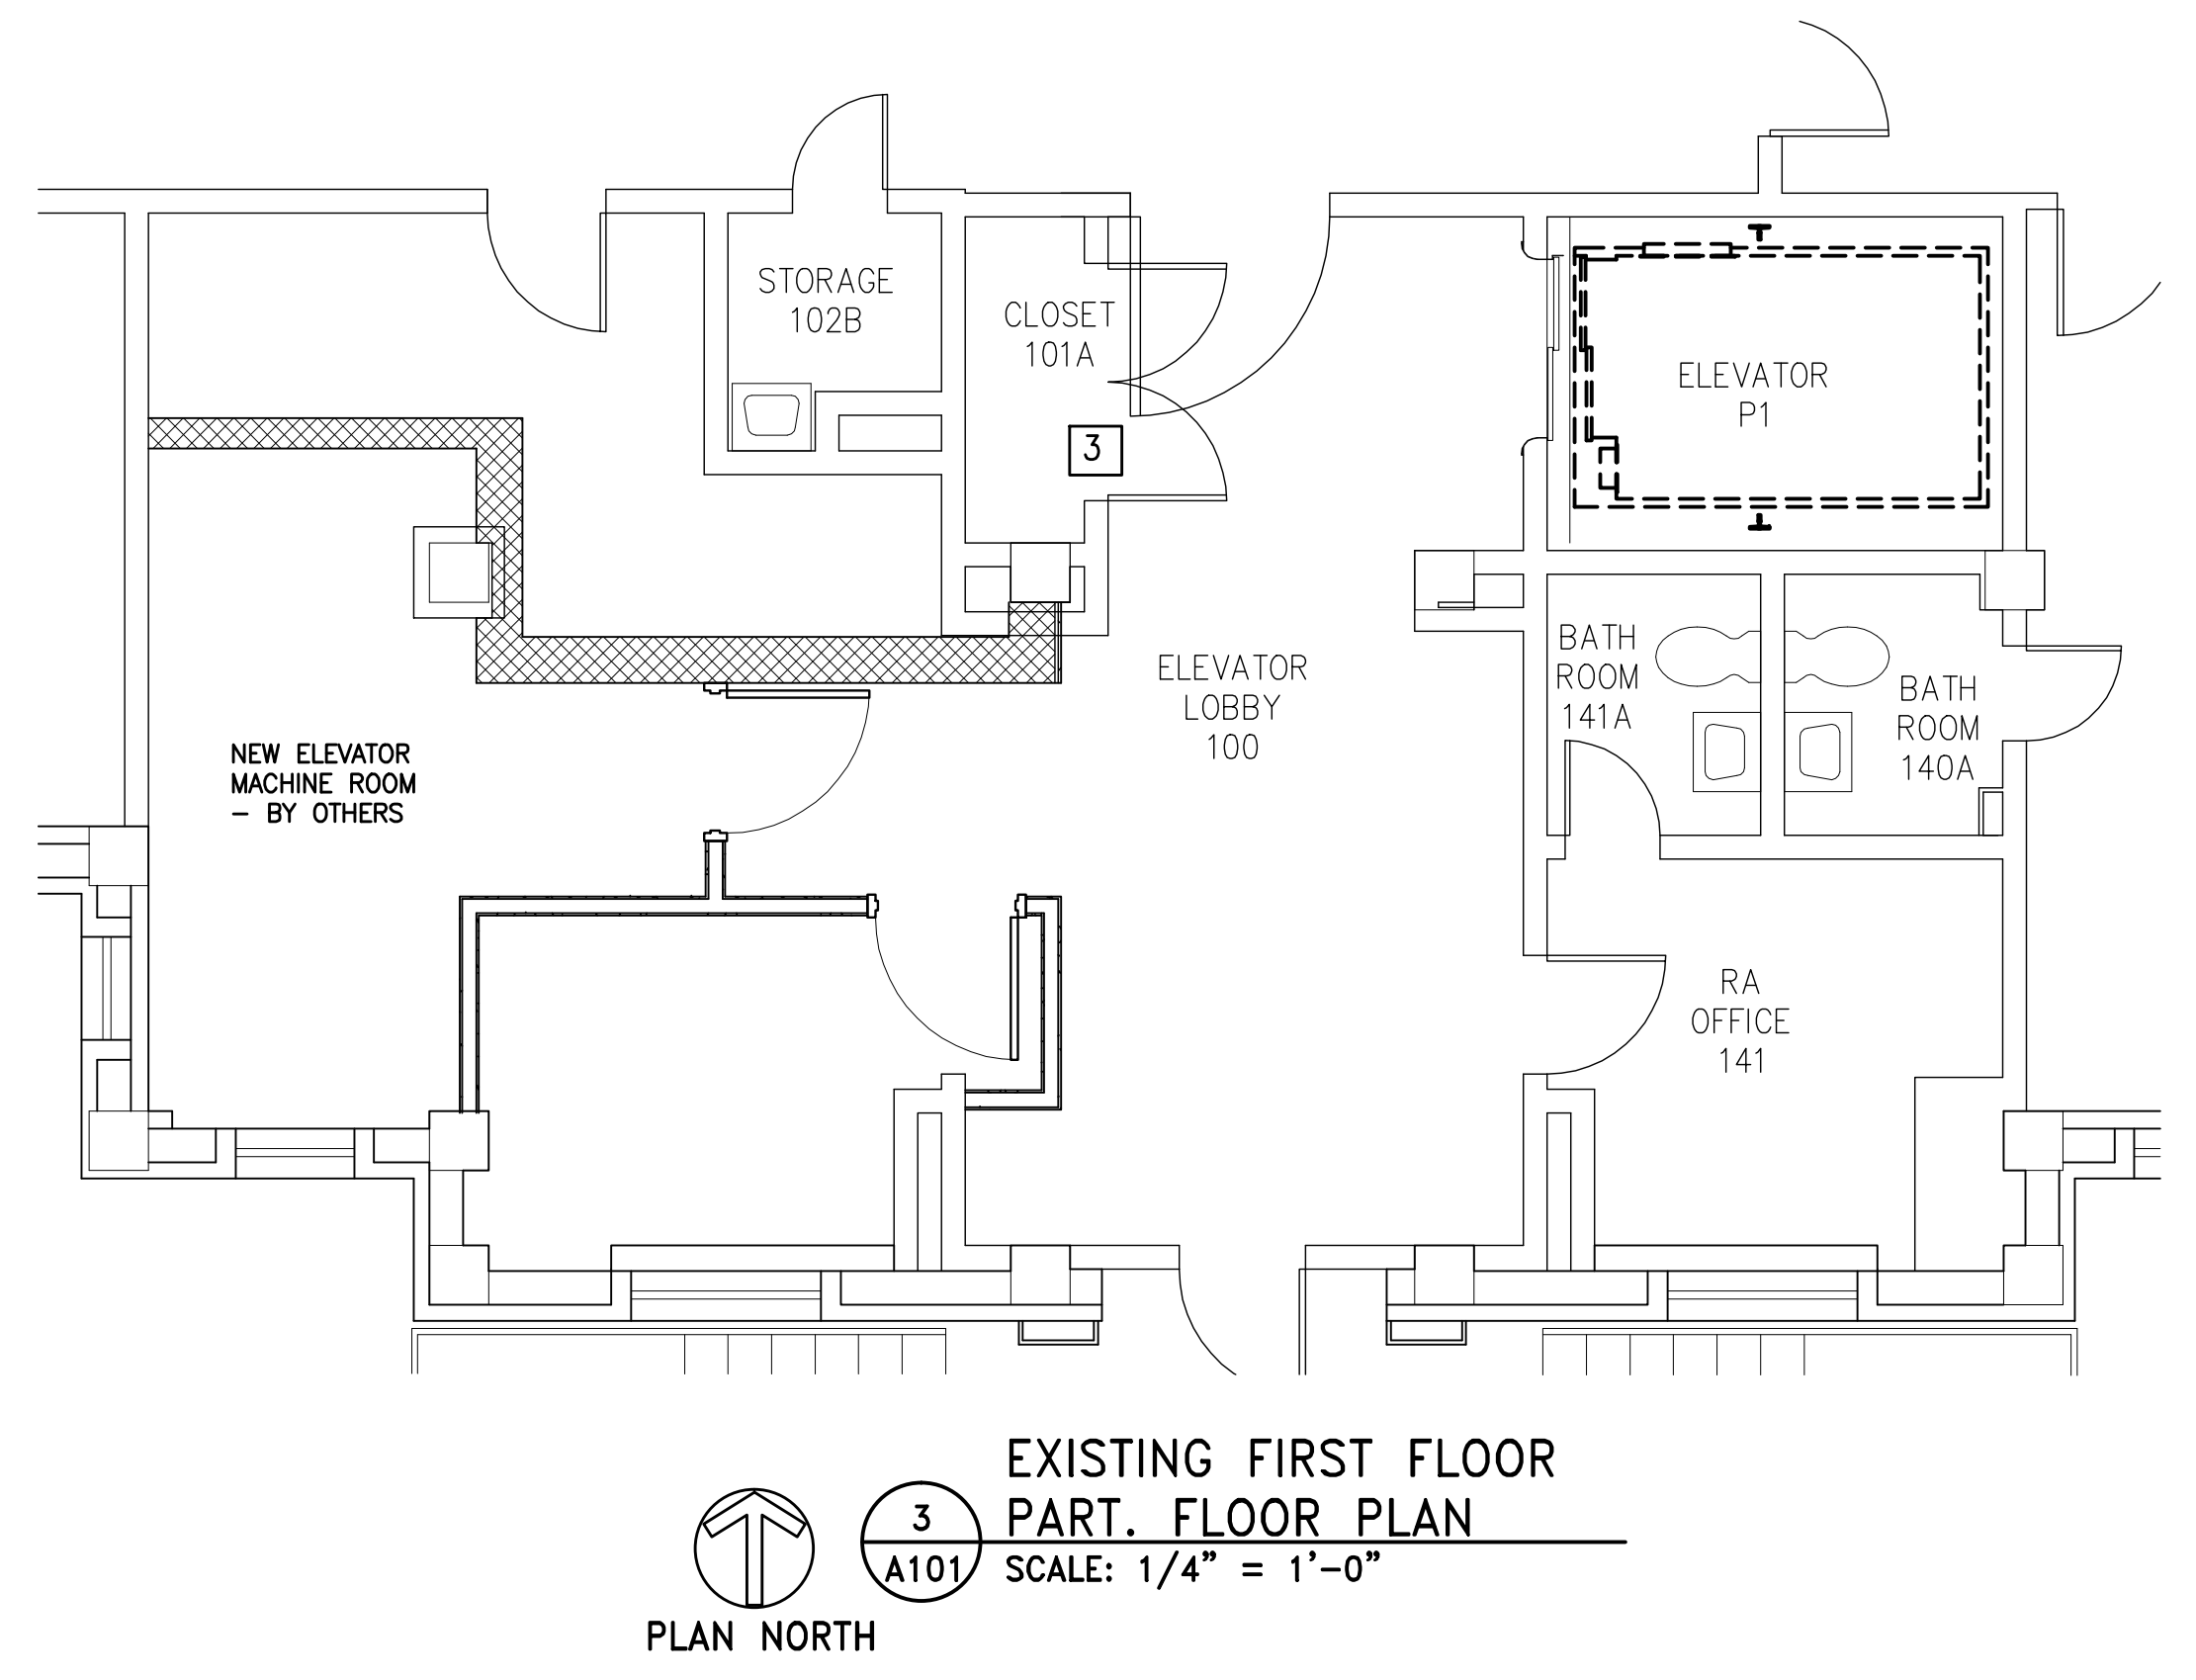 STORAGE
102B
CLOSET
101A
3
ELEVATOR
P1
ELEVATOR
LOBBY
100
BATH
ROOM
141A
BATH
ROOM
140A
NEW ELEVATOR
MACHINE ROOM
- BY OTHERS
RA
OFFICE
141
EXISTING FIRST FLOOR
PART. FLOOR PLAN
3
A101
SCALE: 1/4" = 1'-0"
PLAN NORTH